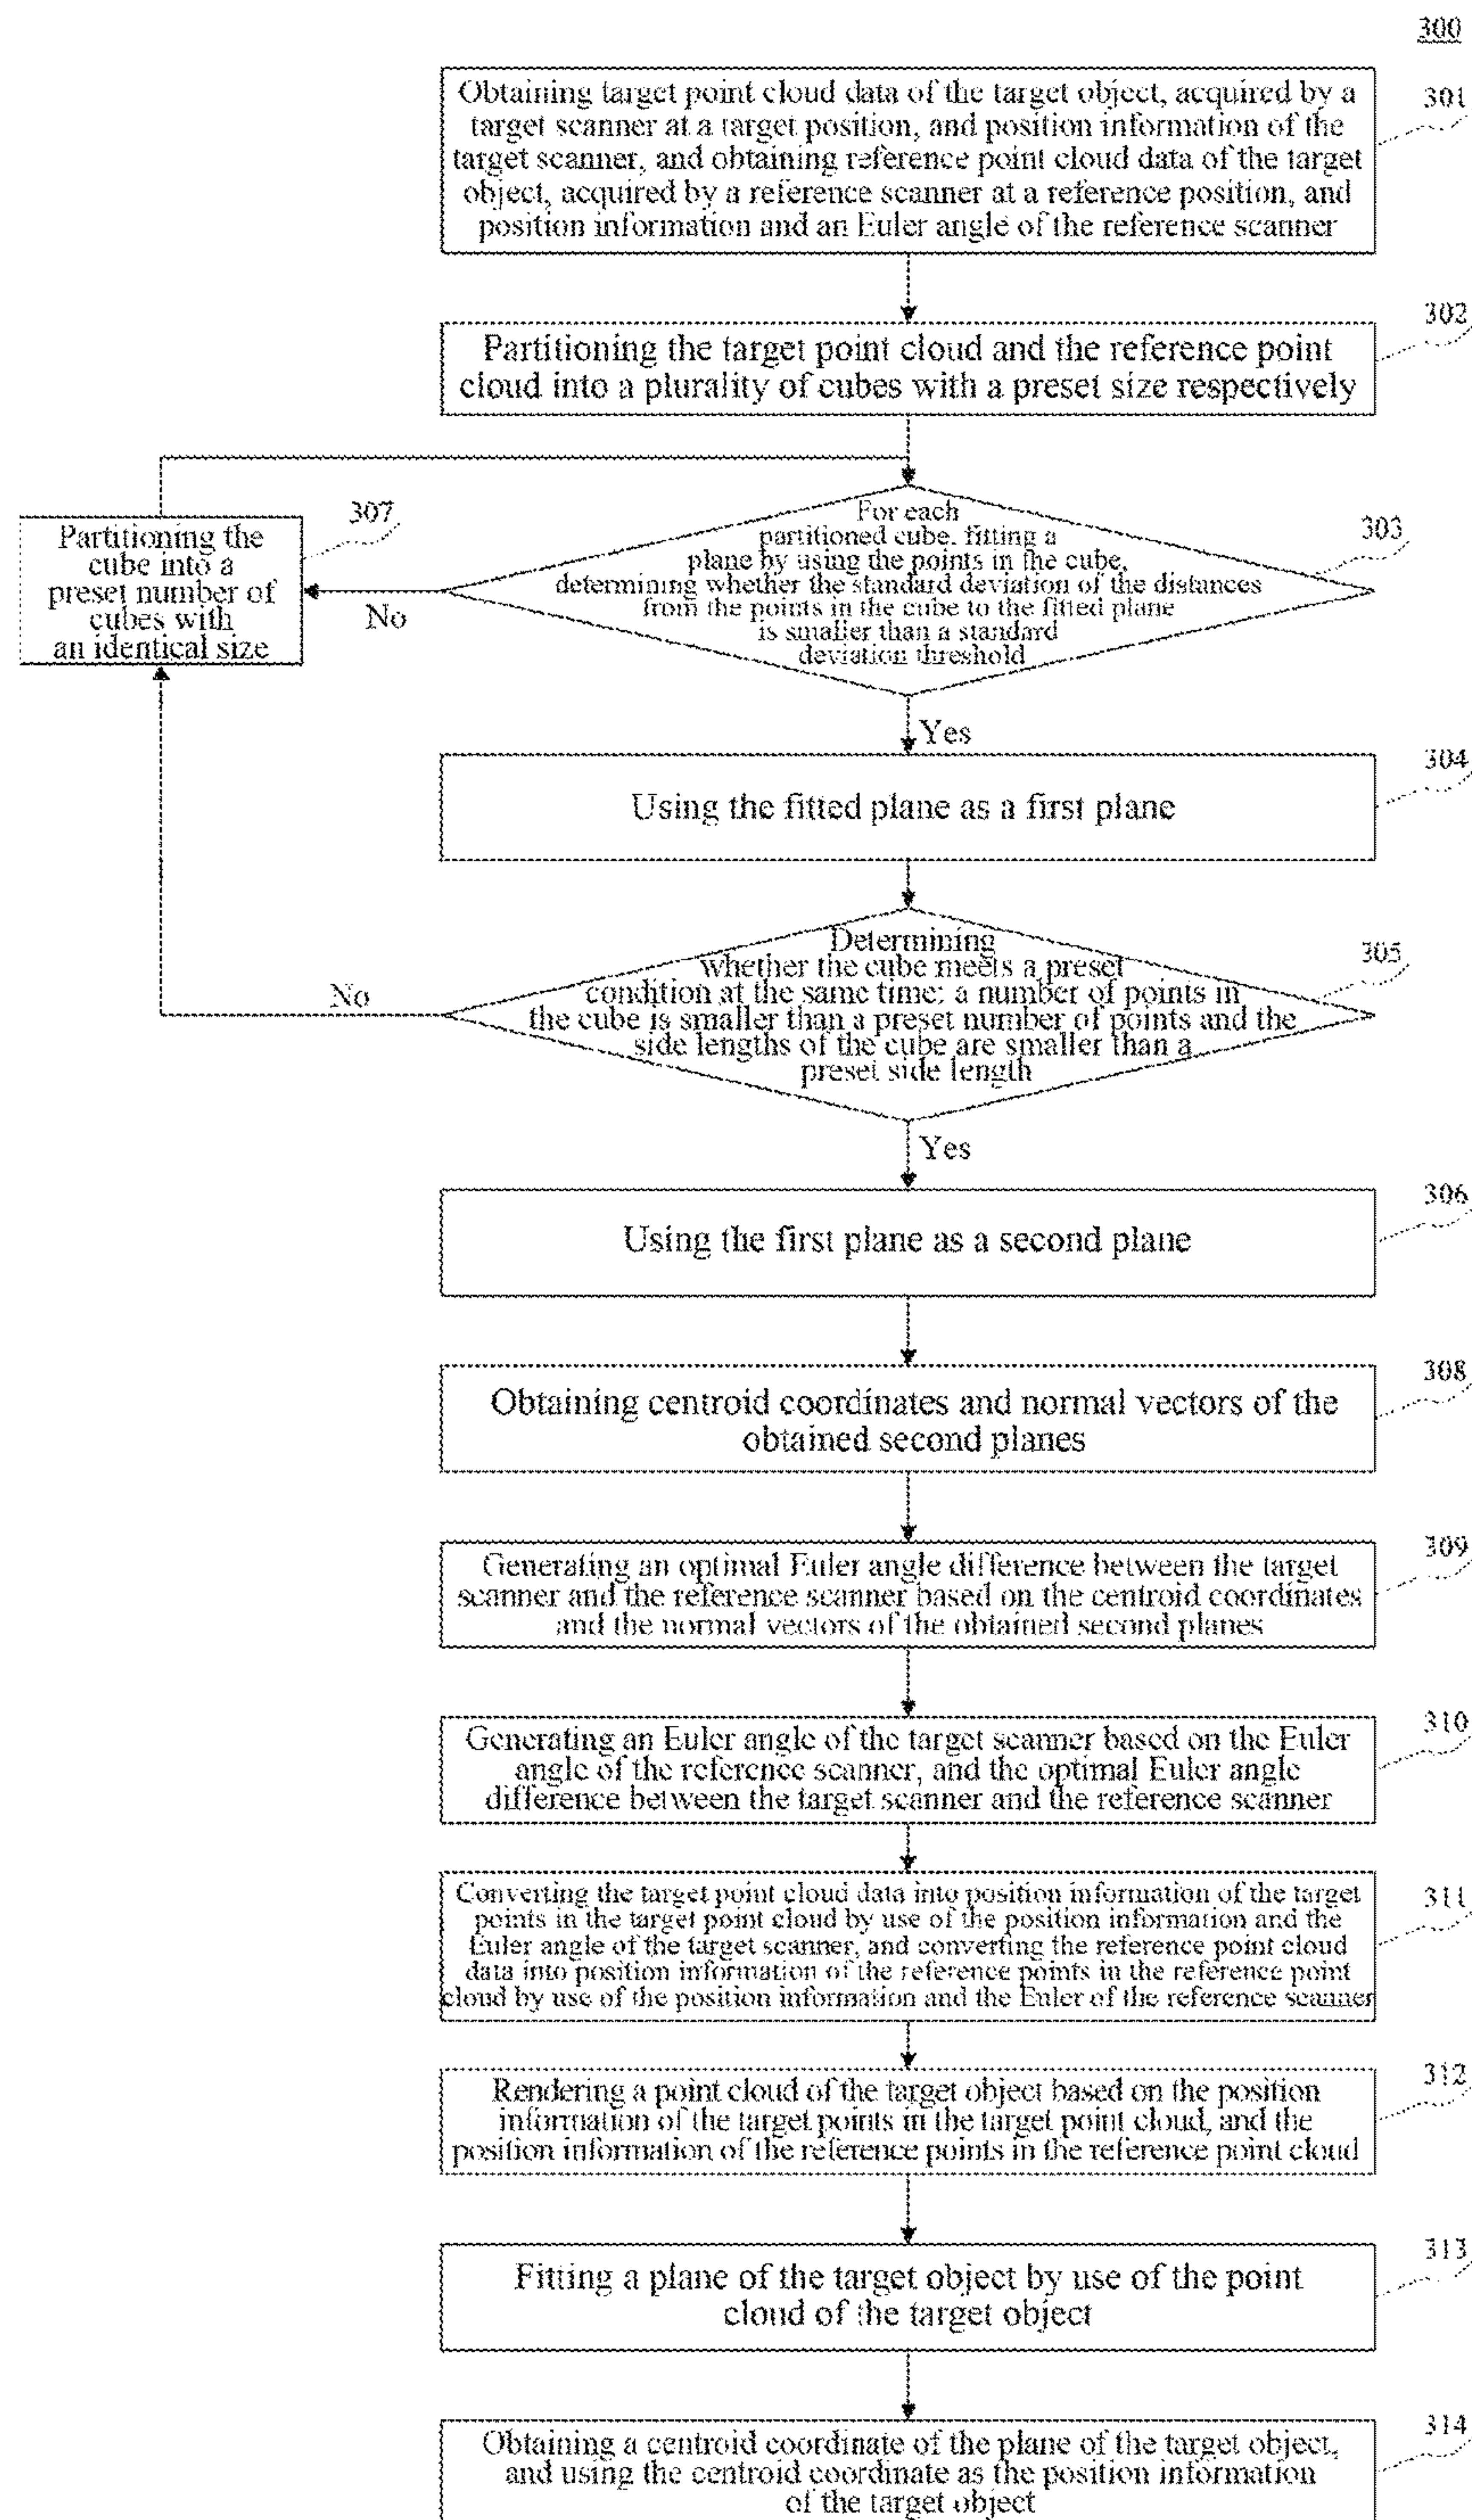 300
301
Obtaining target point cloud data of the target object, acquired by a
target scanner at a target position, and position information of the
target scanner, and obtaining reference point cloud data of the target
object, acquired by a reference scanner at a reference position, and
position information and an Euler angle of the reference scanner
302
Partitioning the target point cloud and the reference point
cloud into a plurality of cubes with a preset size respectively
307
Partitioning the
cube into a
preset number of
cubes with
an identical size
No
303
For each
partitioned cube, fitting a
plane by using the points in the cube,
determining whether the standard deviation of the distances
from the points in the cube to the fitted plane
is smaller than a standard
deviation threshold
Yes
304
Using the fitted plane as a first plane
305
No
Determining
whether the cube meets a preset
condition at the same time: a number of points in
the cube is smaller than a preset number of points and the
side lengths of the cube are smaller than a
preset side length
Yes
306
Using the first plane as a second plane
308
Obtaining centroid coordinates and normal vectors of the
obtained second planes
309
Generating an optimal Euler angle difference between the target
scanner and the reference scanner based on the centroid coordinates
and the normal vectors of the obtained second planes
310
Generating an Euler angle of the target scanner based on the Euler
angle of the reference scanner, and the optimal Euler angle
difference between the target scanner and the reference scanner
311
Converting the target point cloud data into position information of the target
points in the target point cloud by use of the position information and the
Euler angle of the target scanner, and converting the reference point cloud
data into position information of the reference points in the reference point
cloud by use of the position information and the Euler of the reference scanner
312
Rendering a point cloud of the target object based on the position
information of the target points in the target point cloud, and the
position information of the reference points in the reference point cloud
313
Fitting a plane of the target object by use of the point
cloud of the target object
314
Obtaining a centroid coordinate of the plane of the target object,
and using the centroid coordinate as the position information
of the target object